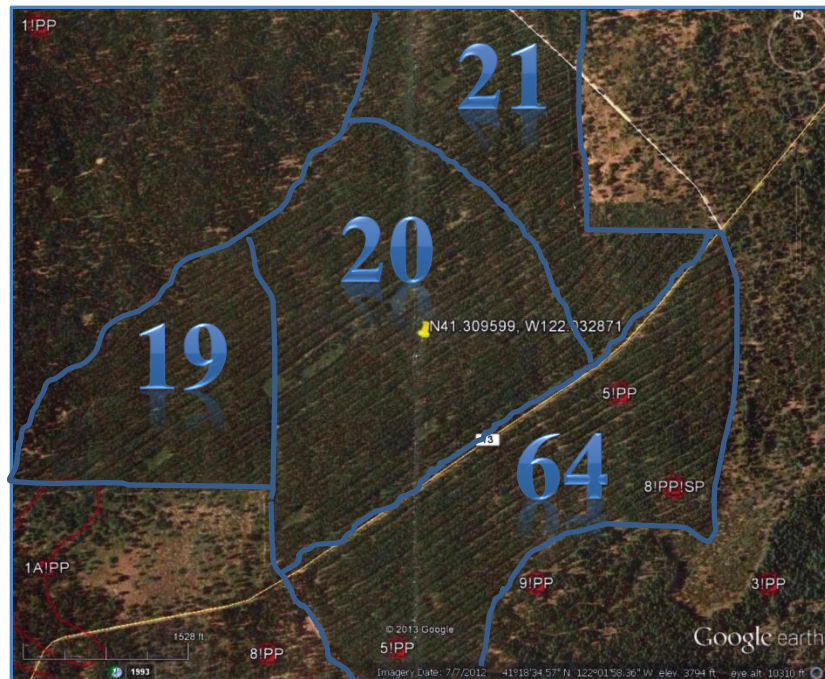 1!PP
N
21
20
N41.309599, W122.032871
19
5!PP
64
8!PP!SP
1A!PP
9!PP
3!PP
© 2013 Google
Google earth
1528 ft
8!PP
5!PP
1993
Imagery Date: 7/7/2012 41°18'34.57" N 122°01'58.36" W elev 3794 ft eye alt 10310 ft